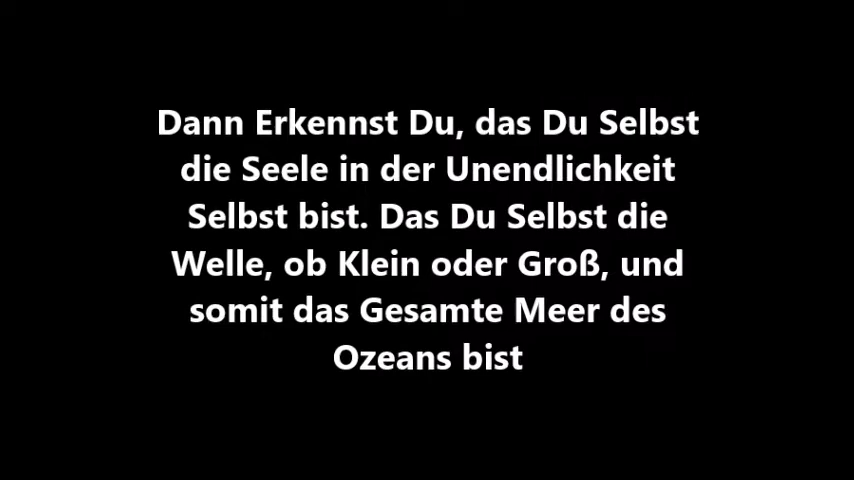 Dann Erkennst Du, das Du Selbst
die Seele in der Unendlichkeit
Selbst bist. Das Du Selbst die
Welle, ob Klein oder Groß, und
somit das Gesamte Meer des
Ozeans bist